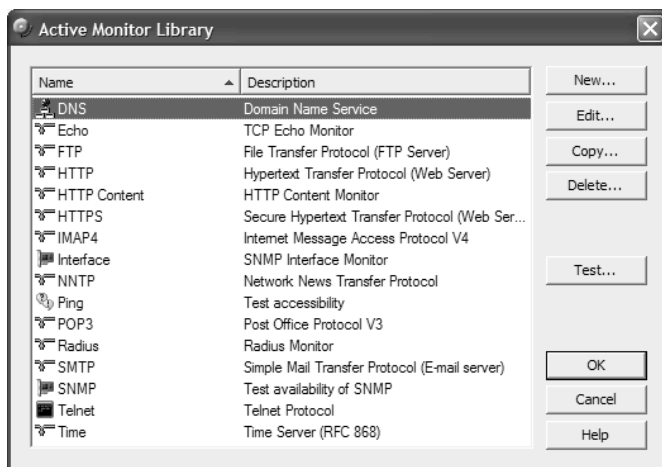 Active Monitor Library
Name Description New...
DNS Domain Name Service
Echo TCP Echo Monitor Edit...
FTP File Transfer Protocol (FTP Server) Copy...
HTTP Hypertext Transfer Protocol (Web Server)
HTTP Content HTTP Content Monitor Delete...
HTTPS Secure Hypertext Transfer Protocol (Web Ser...
IMAP4 Internet Message Access Protocol V4
Interface SNMP Interface Monitor
NNTP Network News Transfer Protocol Test...
Ping Test accessibility
POP3 Post Office Protocol V3
Radius Radius Monitor
SMTP Simple Mail Transfer Protocol (E-mail server) OK
SNMP Test availability of SNMP
Telnet Telnet Protocol Cancel
Time Time Server (RFC 868) Help